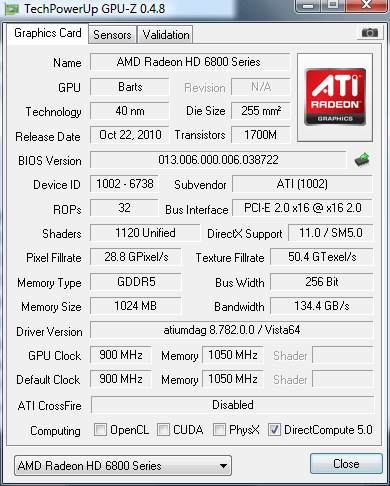 TechPowerUp GPU-Z 0.4.8
Graphics Card Sensors Validation
Name AMD Radeon HD 6800 Series
GPU Barts Revision N/A
Technology 40 nm Die Size 255 mm²
Release Date Oct 22, 2010 Transistors 1700M
ATI RADEON GRAPHICS
BIOS Version 013.006.000.006.038722
Device ID 1002 - 6738 Subvendor ATI (1002)
ROPs 32 Bus Interface PCI-E 2.0 x16 @ x16 2.0
Shaders 1120 Unified DirectX Support 11.0 / SM5.0
Pixel Fillrate 28.8 GPixel/s Texture Fillrate 50.4 GTexel/s
Memory Type GDDR5 Bus Width 256 Bit
Memory Size 1024 MB Bandwidth 134.4 GB/s
Driver Version atiumdag 8.782.0.0 / Vista64
GPU Clock 900 MHz Memory 1050 MHz Shader
Default Clock 900 MHz Memory 1050 MHz Shader
ATI CrossFire Disabled
Computing OpenCL CUDA PhysX DirectCompute 5.0
AMD Radeon HD 6800 Series Close